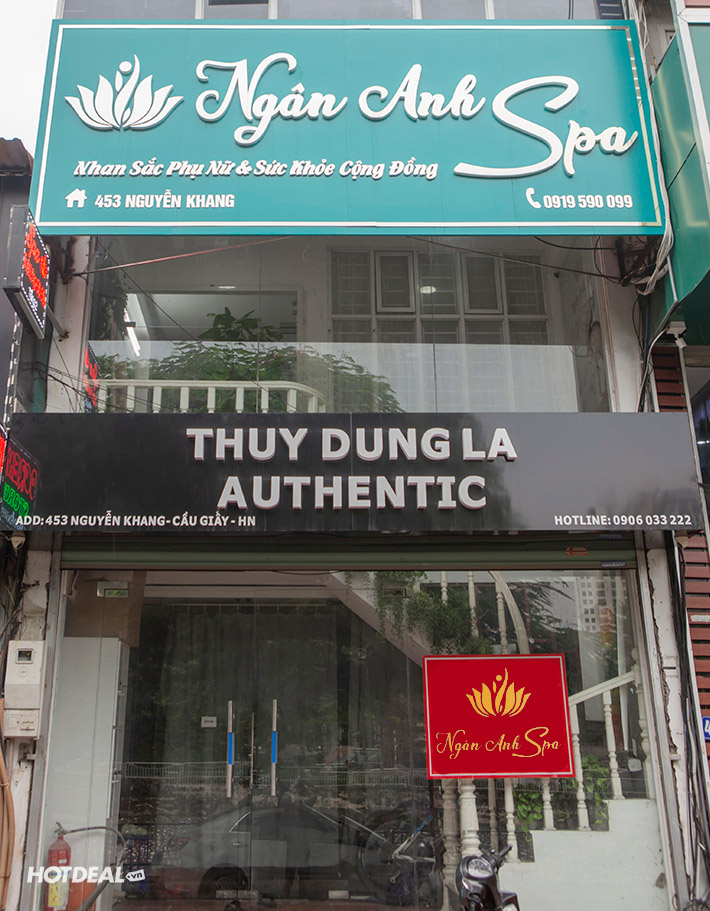 Ngân Anh Spa
Nhan Sắc Phụ Nữ & Sức Khỏe Cộng Đồng
453 NGUYỄN KHANG
0919 590 099
THUY DUNG LA
AUTHENTIC
ADD: 453 NGUYỄN KHANG - CẦU GIẤY - HN
HOTLINE: 0906 033 222
Ngân Anh Spa
HOTDEAL.vn